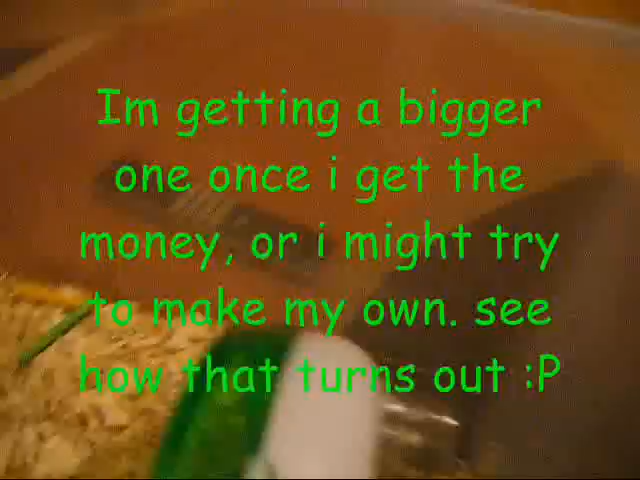 Im getting a bigger
one once i get the
money, or i might try
to make my own. see
how that turns out :P